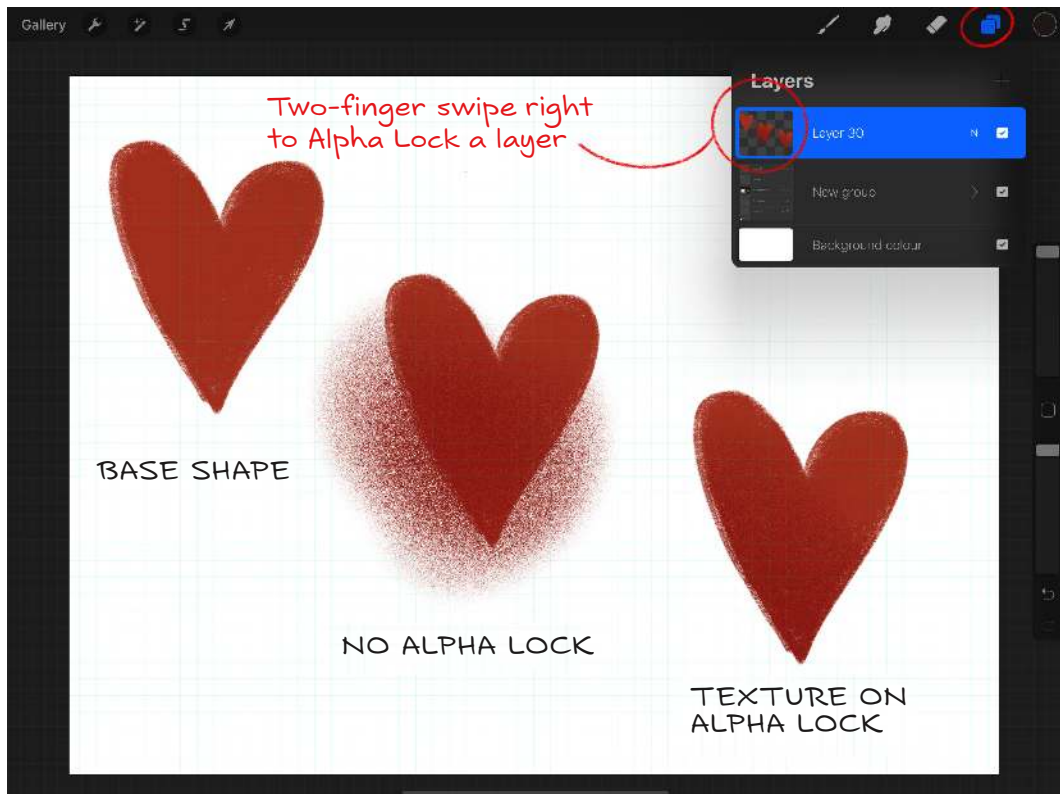 Gallery
Layers
Two-finger swipe right
to Alpha Lock a layer
Layer 30
N
New group
Background colour
BASE SHAPE
NO ALPHA LOCK
TEXTURE ON
ALPHA LOCK